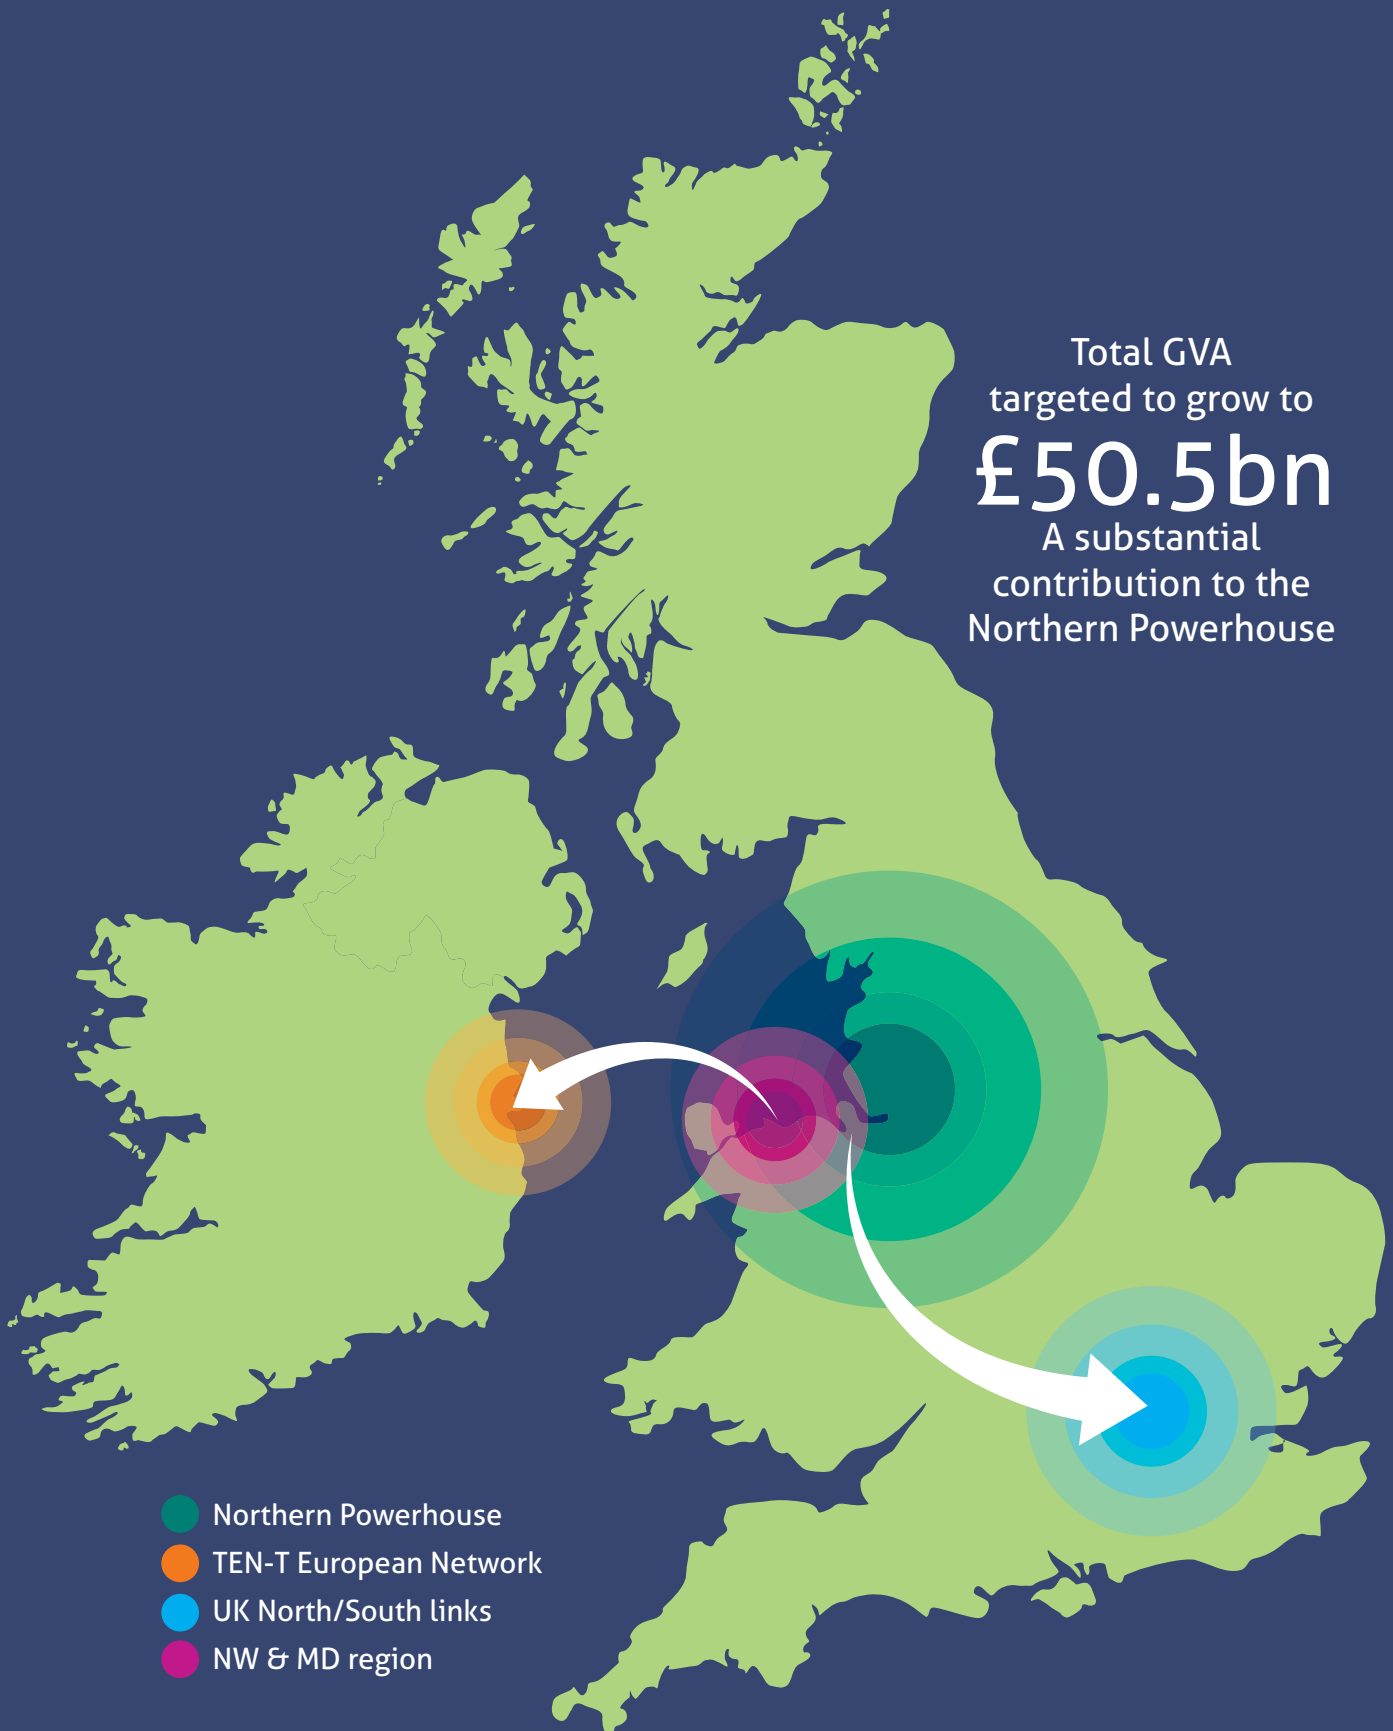 Total GVA
targeted to grow to
£50.5bn
A substantial
contribution to the
Northern Powerhouse
Northern Powerhouse
TEN-T European Network
UK North/South links
NW & MD region